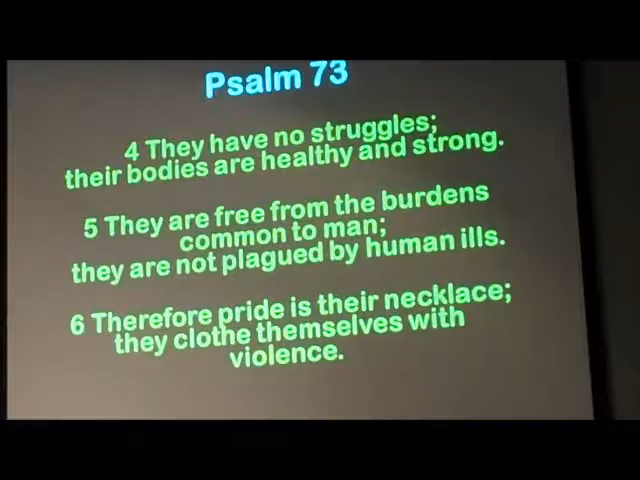 Psalm 73
4 They have no struggles;
their bodies are healthy and strong.
5 They are free from the burdens
common to man;
they are not plagued by human ills.
6 Therefore pride is their necklace;
they clothe themselves with
violence.